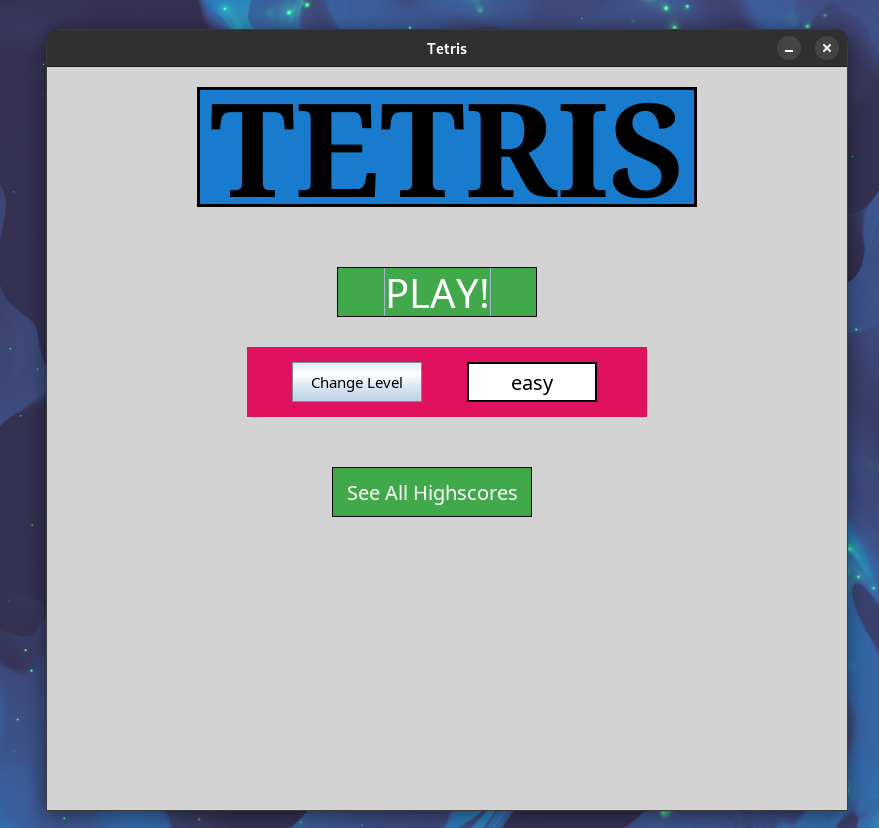 Tetris
TETRIS
PLAY!
Change Level
easy
See All Highscores